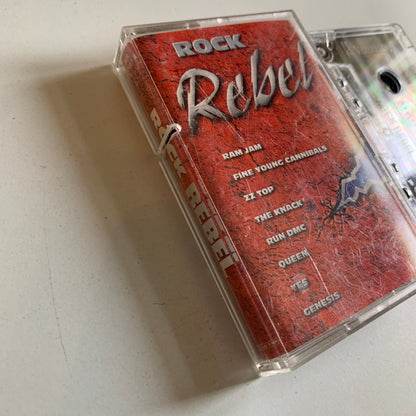 ROCK
Rebel
RAM JAM
FINE YOUNG CANNIBALS
ZZ TOP
THE KNACK
RUN DMC
QUEEN
YES
GENESIS
ROCK REBEL